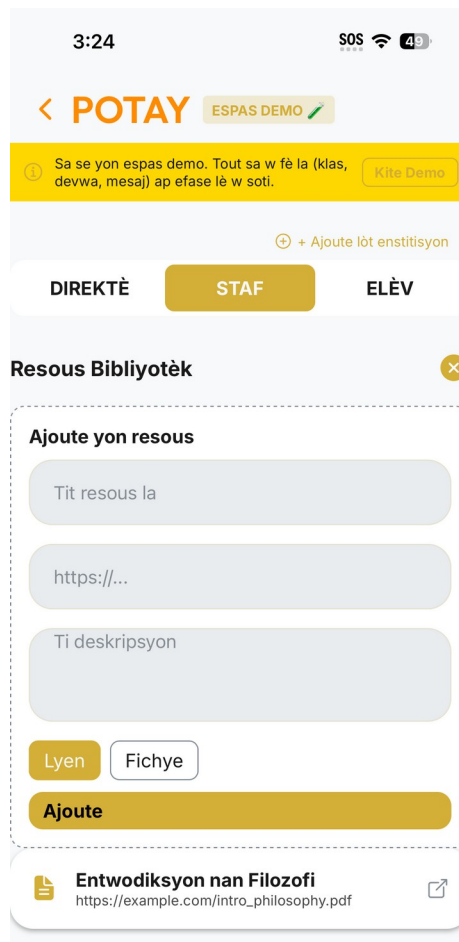 3:24
SOS
49
POTAY
ESPAS DEMO
Sa se yon espas demo. Tout sa w fè la (klas,
devwa, mesaj) ap efase lè w soti.
Kite Demo
+ Ajoute lòt enstitisyon
DIREKTÈ
STAF
ELÈV
Resous Bibliyotèk
Ajoute yon resous
Tit resous la
https://...
Ti deskripsyon
Lyen
Fichye
Ajoute
Entwodiksyon nan Filozofi
https://example.com/intro_philosophy.pdf